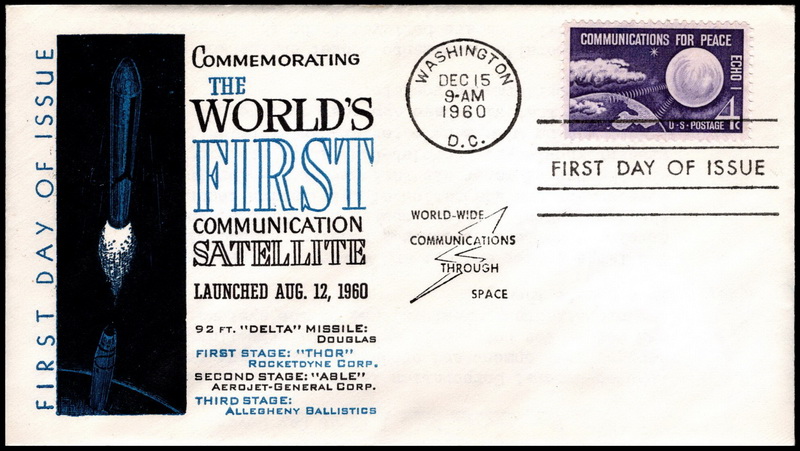 FIRST DAY OF ISSUE
COMMEMORATING
THE
WORLD'S
FIRST
COMMUNICATION
SATELLITE
LAUNCHED AUG. 12, 1960
92 FT. "DELTA" MISSILE:
DOUGLAS
FIRST STAGE: "THOR"
ROCKETDYNE CORP.
SECOND STAGE: "ABLE"
AEROJET-GENERAL CORP.
THIRD STAGE:
ALLEGHENY BALLISTICS
WASHINGTON
DEC 15
9-AM
1960
D.C.
COMMUNICATIONS FOR PEACE
ECHO I
4¢
U·S·POSTAGE
FIRST DAY OF ISSUE
WORLD-WIDE
COMMUNICATIONS
THROUGH
SPACE